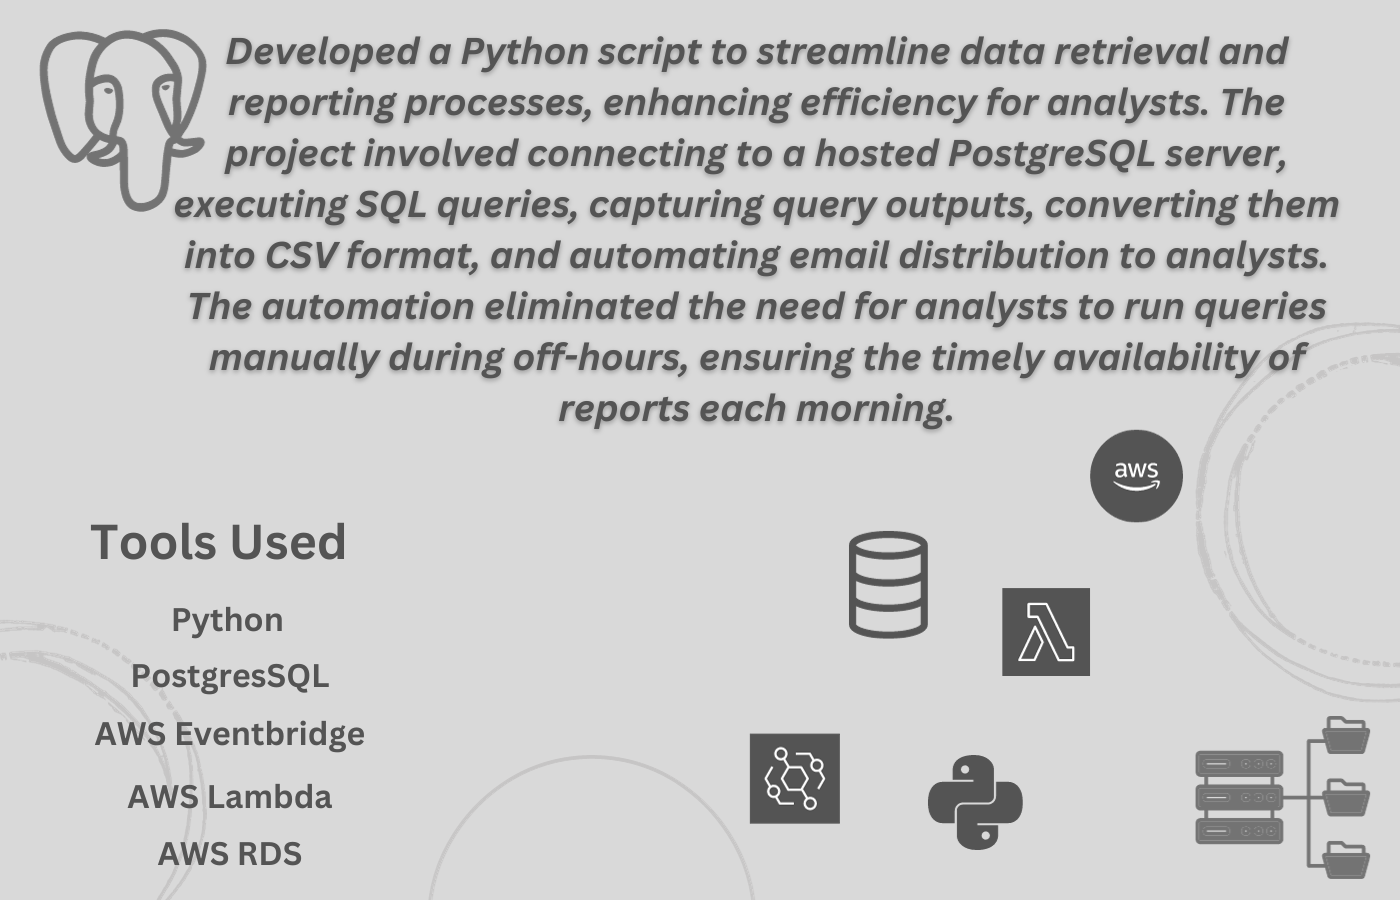 Developed a Python script to streamline data retrieval and
reporting processes, enhancing efficiency for analysts. The
project involved connecting to a hosted PostgreSQL server,
executing SQL queries, capturing query outputs, converting them
into CSV format, and automating email distribution to analysts.
The automation eliminated the need for analysts to run queries
manually during off-hours, ensuring the timely availability of
reports each morning.
aws
Tools Used
Python
PostgresSQL
AWS Eventbridge
AWS Lambda
AWS RDS